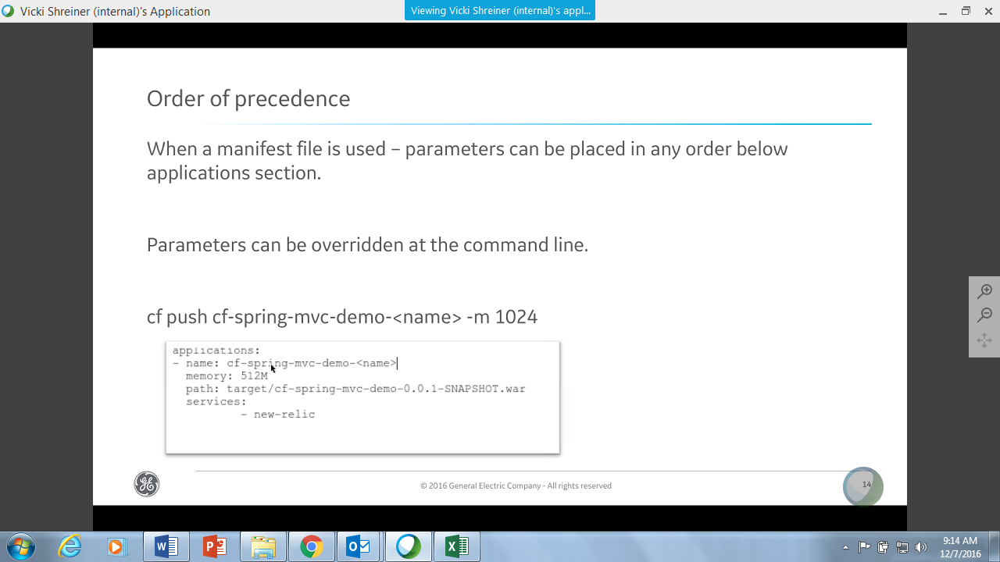 Vicki Shreiner (internal)'s Application
Viewing Vicki Shreiner (internal)'s appl...
Order of precedence
When a manifest file is used – parameters can be placed in any order below
applications section.
Parameters can be overridden at the command line.
cf push cf-spring-mvc-demo-<name> -m 1024
applications:
- name: cf-spring-mvc-demo-<name>
memory: 512M
path: target/cf-spring-mvc-demo-0.0.1-SNAPSHOT.war
services:
- new-relic
© 2016 General Electric Company - All rights reserved
14
9:14 AM
12/7/2016